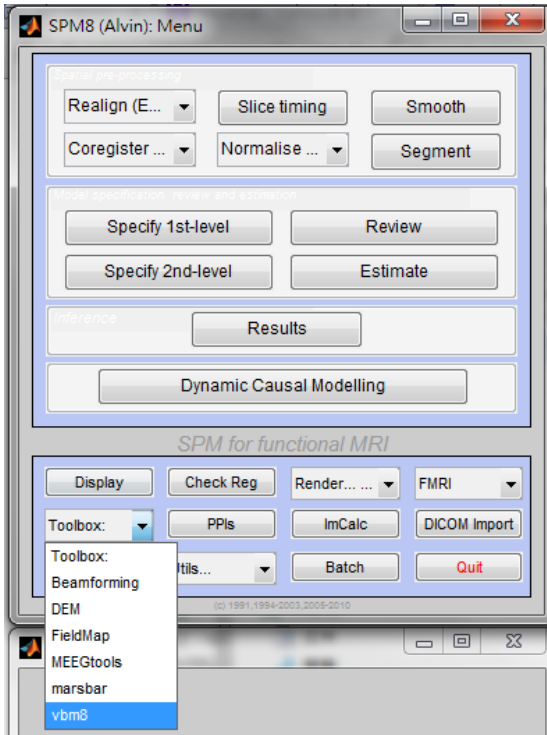 SPM8 (Alvin): Menu
Spatial pre-processing
Realign (E... Slice timing Smooth
Coregister ... Normalise ... Segment
Model specification, review and estimation
Specify 1st-level Review
Specify 2nd-level Estimate
Inference
Results
Dynamic Causal Modelling
SPM for functional MRI
Display Check Reg Render... ... FMRI
Toolbox: PPIs ImCalc DICOM Import
Toolbox:
Beamforming
DEM
FieldMap
MEEGtools
marsbar
vbm8
Batch Quit
(c) 1991,1994-2003,2005-2010